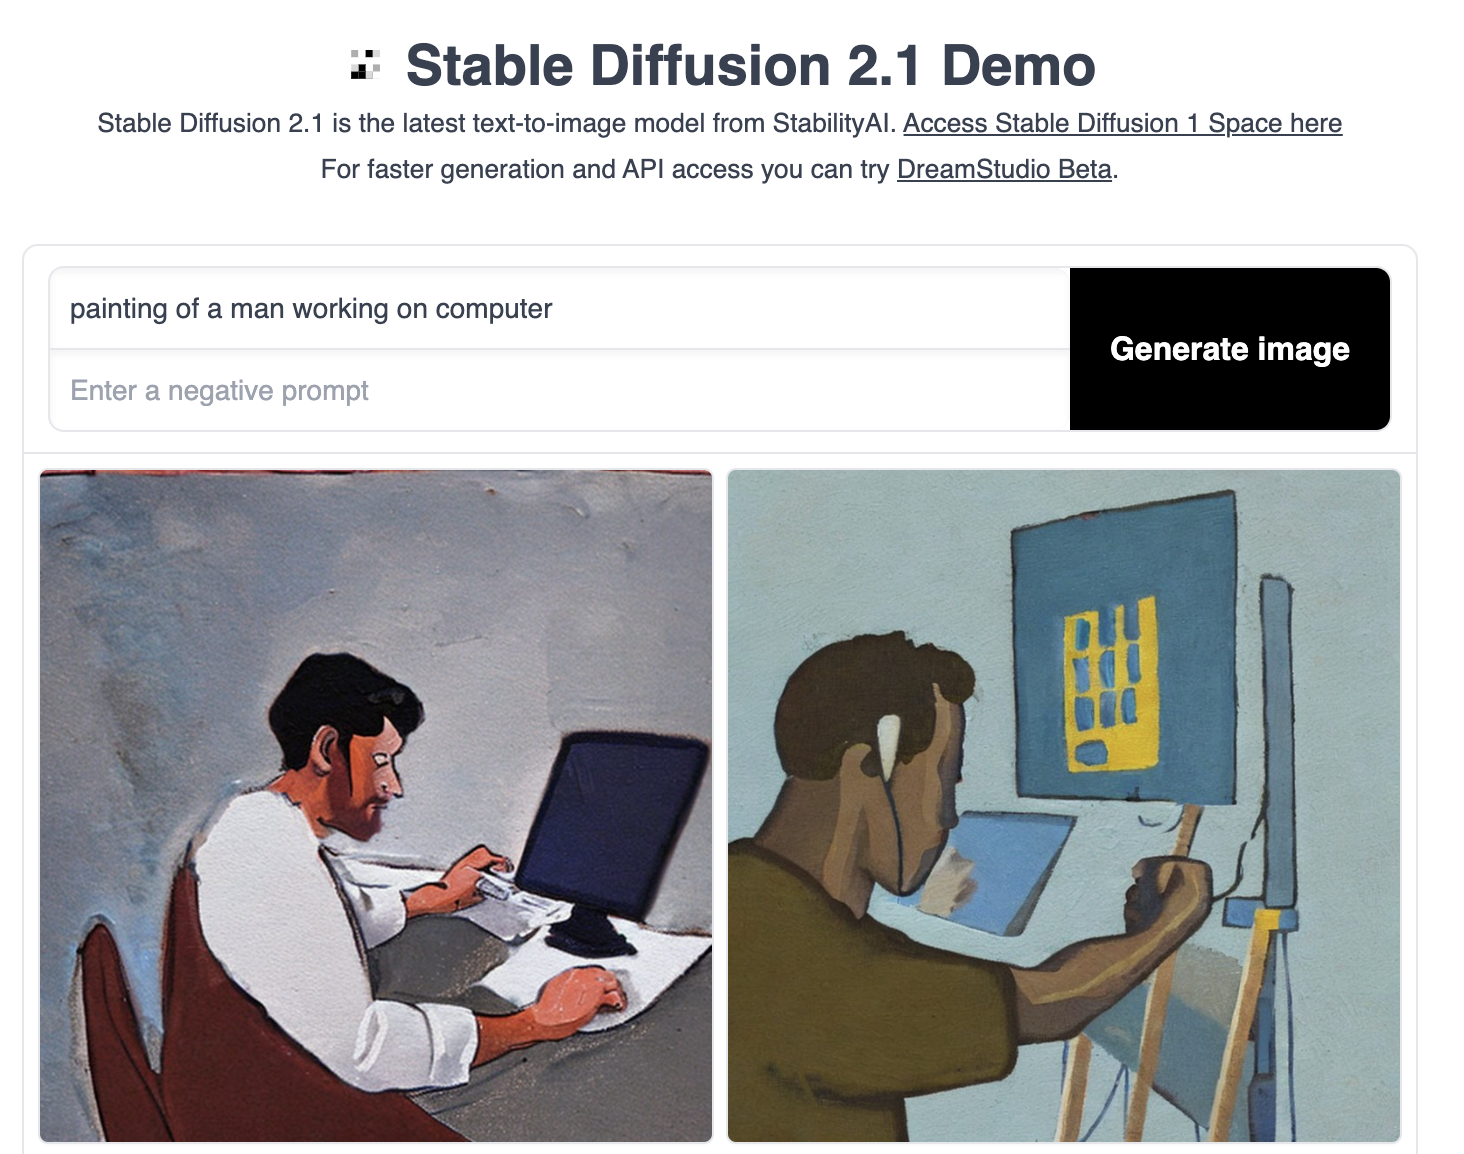 Stable Diffusion 2.1 Demo
Stable Diffusion 2.1 is the latest text-to-image model from StabilityAI. Access Stable Diffusion 1 Space here
For faster generation and API access you can try DreamStudio Beta.
painting of a man working on computer
Enter a negative prompt
Generate image